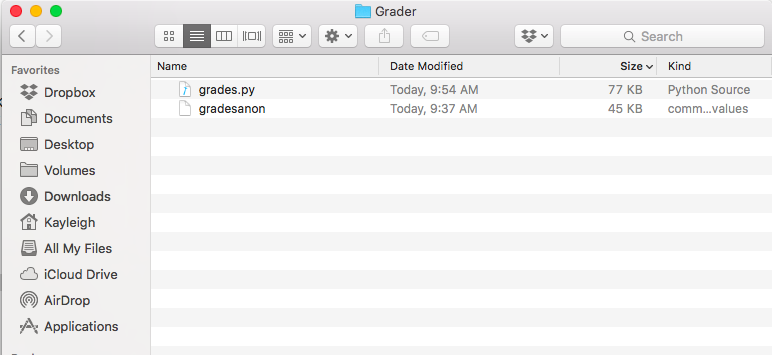 Grader
Search
Favorites
Dropbox
Documents
Desktop
Volumes
Downloads
Kayleigh
All My Files
iCloud Drive
AirDrop
Applications
Name Date Modified Size Kind
grades.py Today, 9:54 AM 77 KB Python Source
gradesanon Today, 9:37 AM 45 KB comm...values